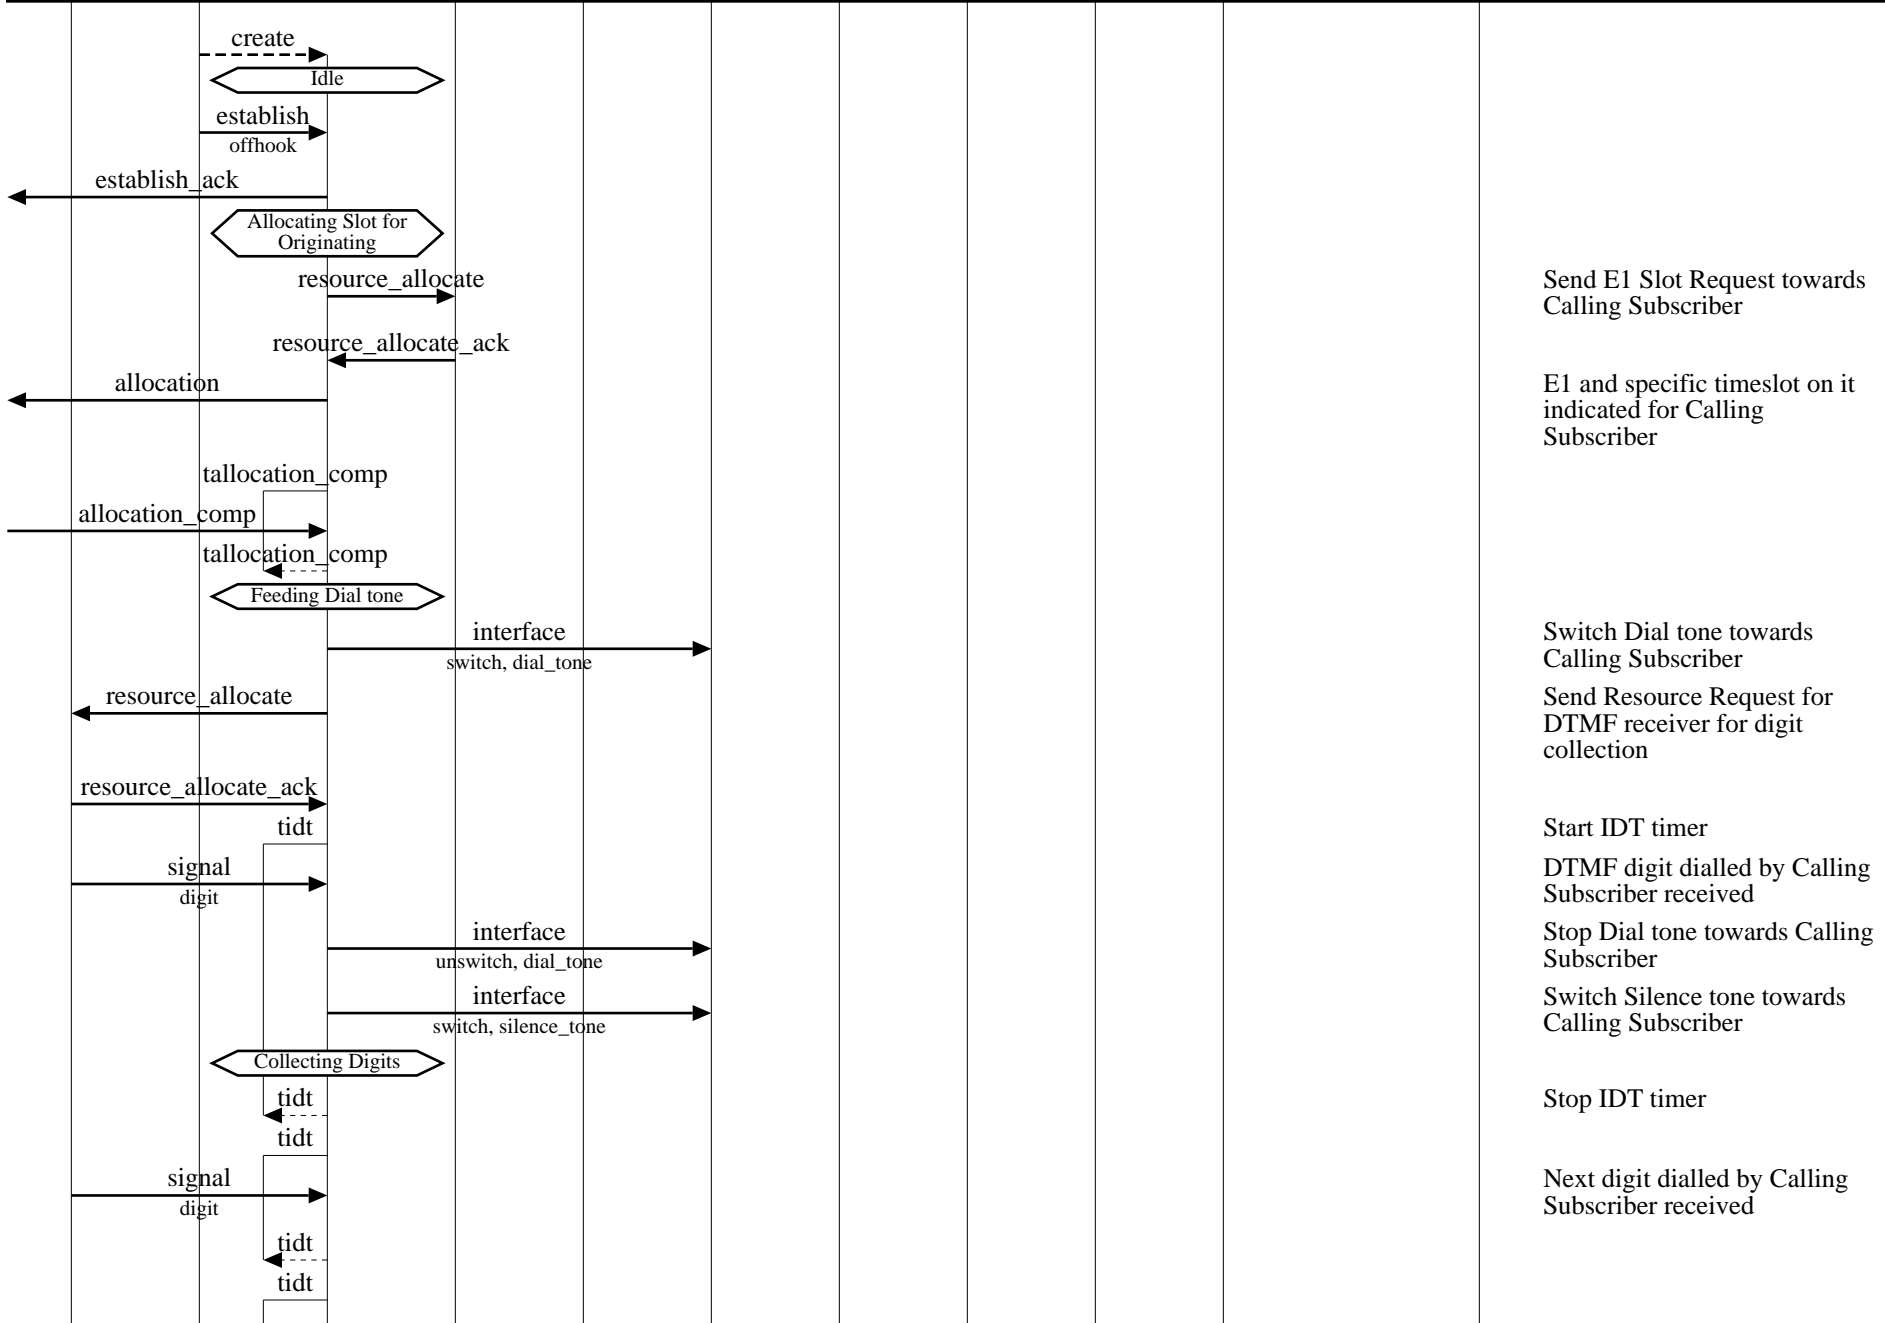 create
Idle
establish
offhook
establish_ack
Allocating Slot for
Originating
resource_allocate
Send E1 Slot Request towards
Calling Subscriber
resource_allocate_ack
allocation
E1 and specific timeslot on it
indicated for Calling
Subscriber
tallocation_comp
allocation_comp
tallocation_comp
Feeding Dial tone
interface
switch, dial_tone
Switch Dial tone towards
Calling Subscriber
resource_allocate
Send Resource Request for
DTMF receiver for digit
collection
resource_allocate_ack
tidt
Start IDT timer
signal
digit
DTMF digit dialled by Calling
Subscriber received
interface
unswitch, dial_tone
Stop Dial tone towards Calling
Subscriber
interface
switch, silence_tone
Switch Silence tone towards
Calling Subscriber
Collecting Digits
tidt
Stop IDT timer
tidt
signal
digit
Next digit dialled by Calling
Subscriber received
tidt
tidt